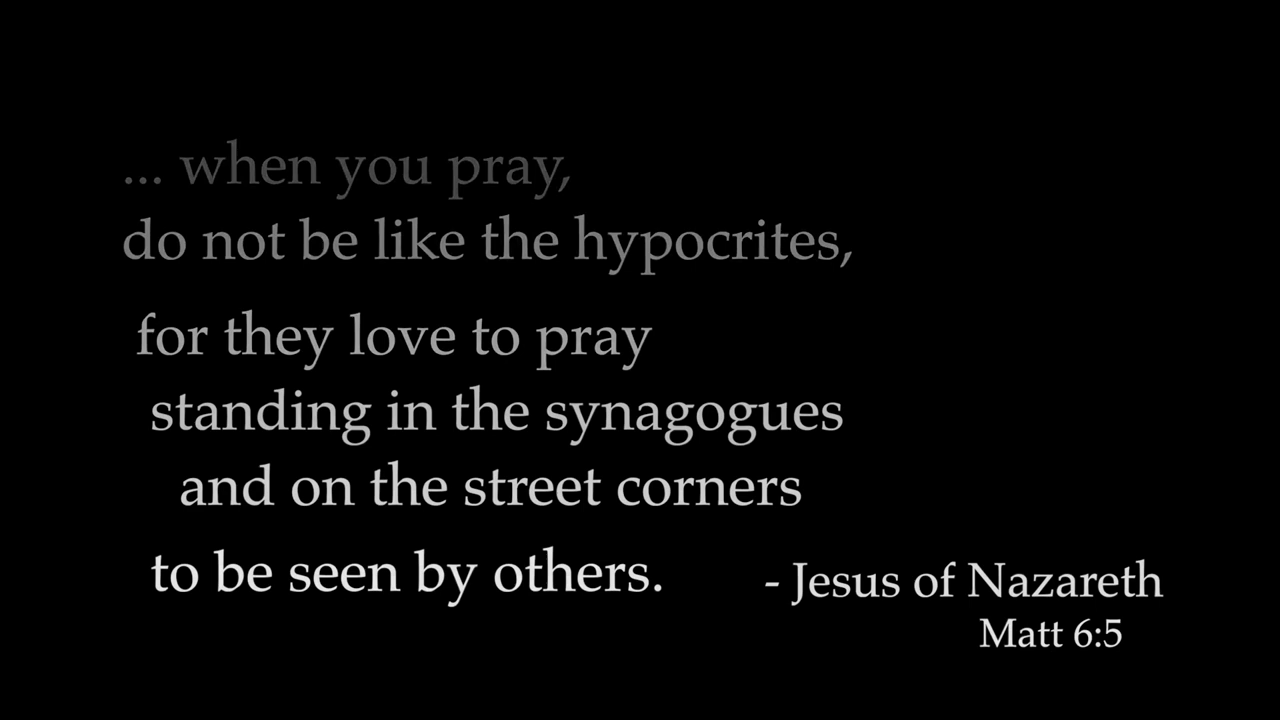 ... when you pray,
do not be like the hypocrites,
for they love to pray
standing in the synagogues
and on the street corners
to be seen by others.
- Jesus of Nazareth
Matt 6:5